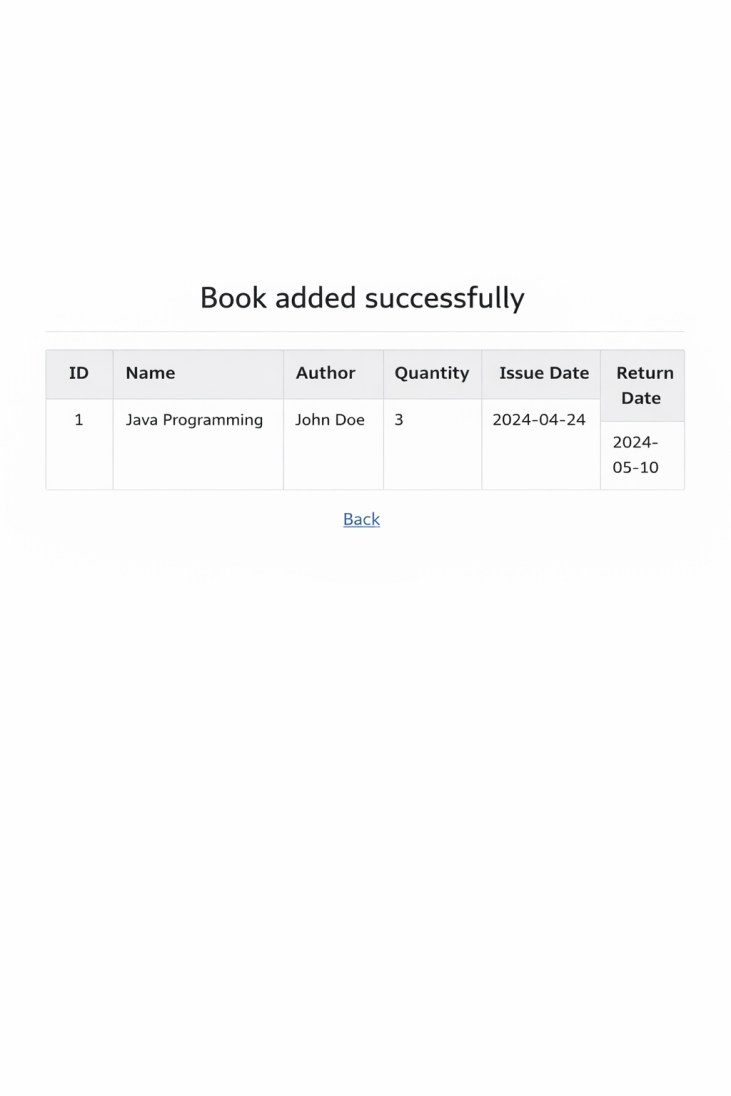 Book added successfully
ID Name Author Quantity Issue Date Return
Date
1 Java Programming John Doe 3 2024-04-24 2024-
05-10
Back